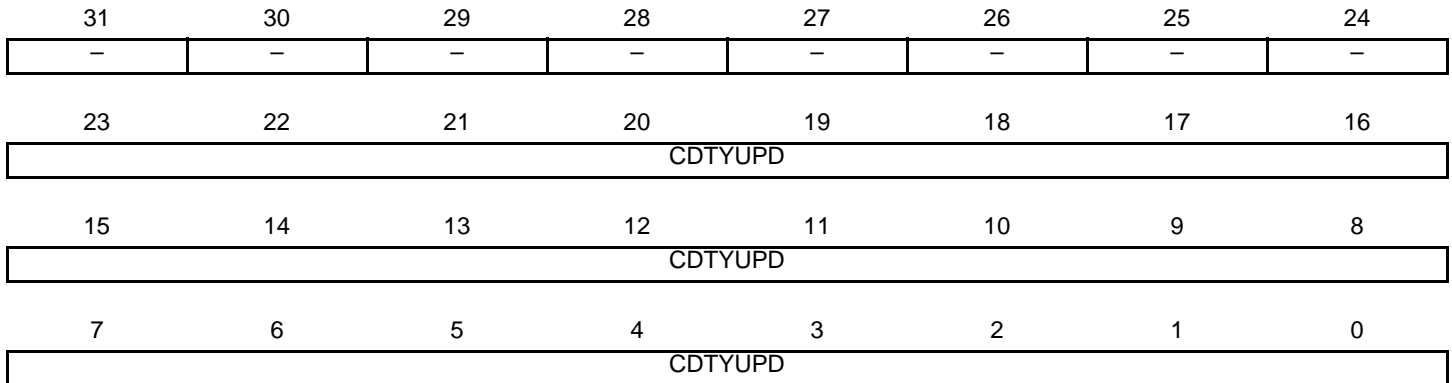 31 30 29 28 27 26 25 24
– – – – – – – –
23 22 21 20 19 18 17 16
CDTYUPD
15 14 13 12 11 10 9 8
CDTYUPD
7 6 5 4 3 2 1 0
CDTYUPD